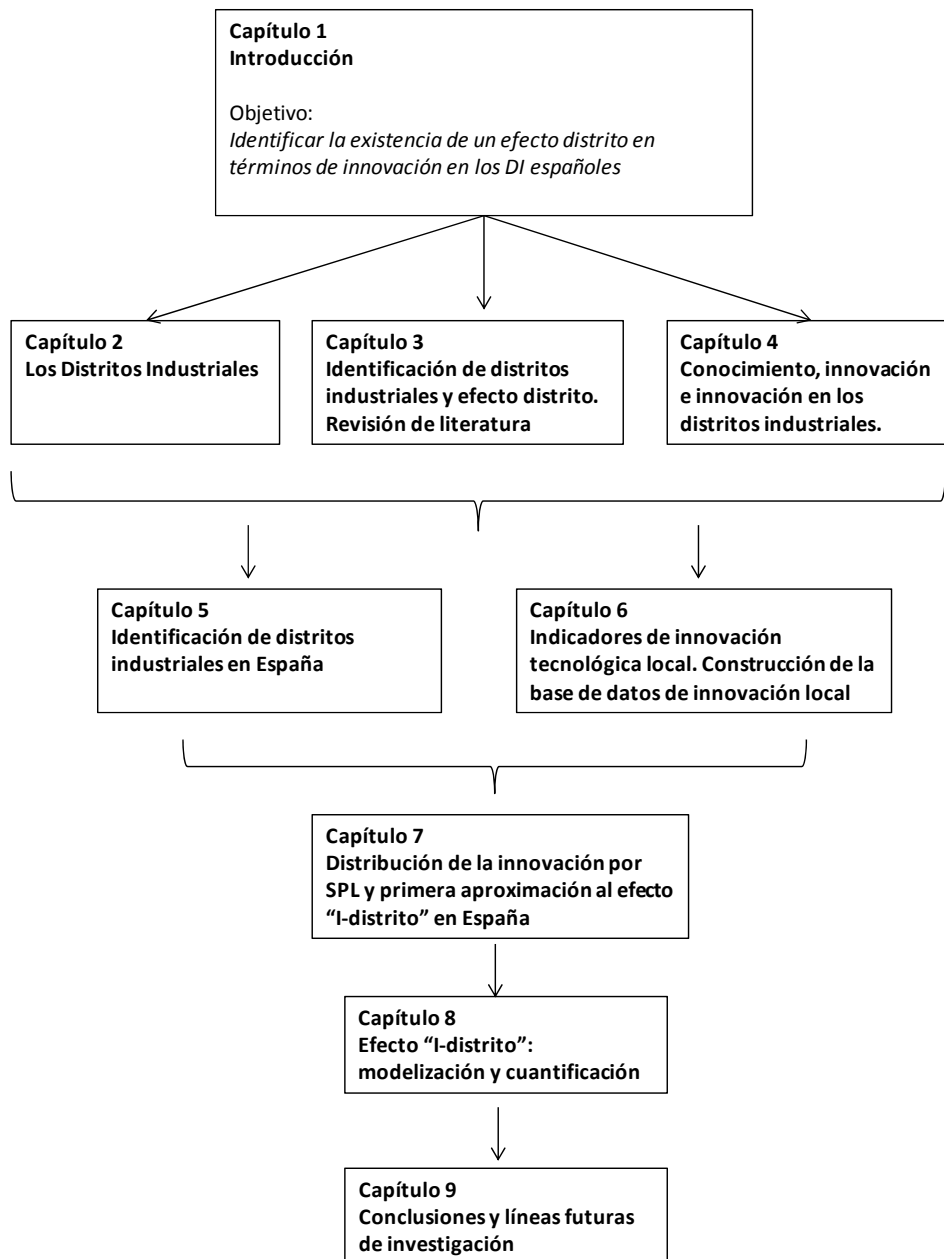 Capítulo 1
Introducción
Objetivo:
Identificar la existencia de un efecto distrito en
términos de innovación en los DI españoles
Capítulo 2
Los Distritos Industriales
Capítulo 3
Identificación de distritos
industriales y efecto distrito.
Revisión de literatura
Capítulo 4
Conocimiento, innovación
e innovación en los
distritos industriales.
Capítulo 5
Identificación de distritos
industriales en España
Capítulo 6
Indicadores de innovación
tecnológica local. Construcción de la
base de datos de innovación local
Capítulo 7
Distribución de la innovación por
SPL y primera aproximación al efecto
“I-distrito” en España
Capítulo 8
Efecto “I-distrito”:
modelización y cuantificación
Capítulo 9
Conclusiones y líneas futuras
de investigación